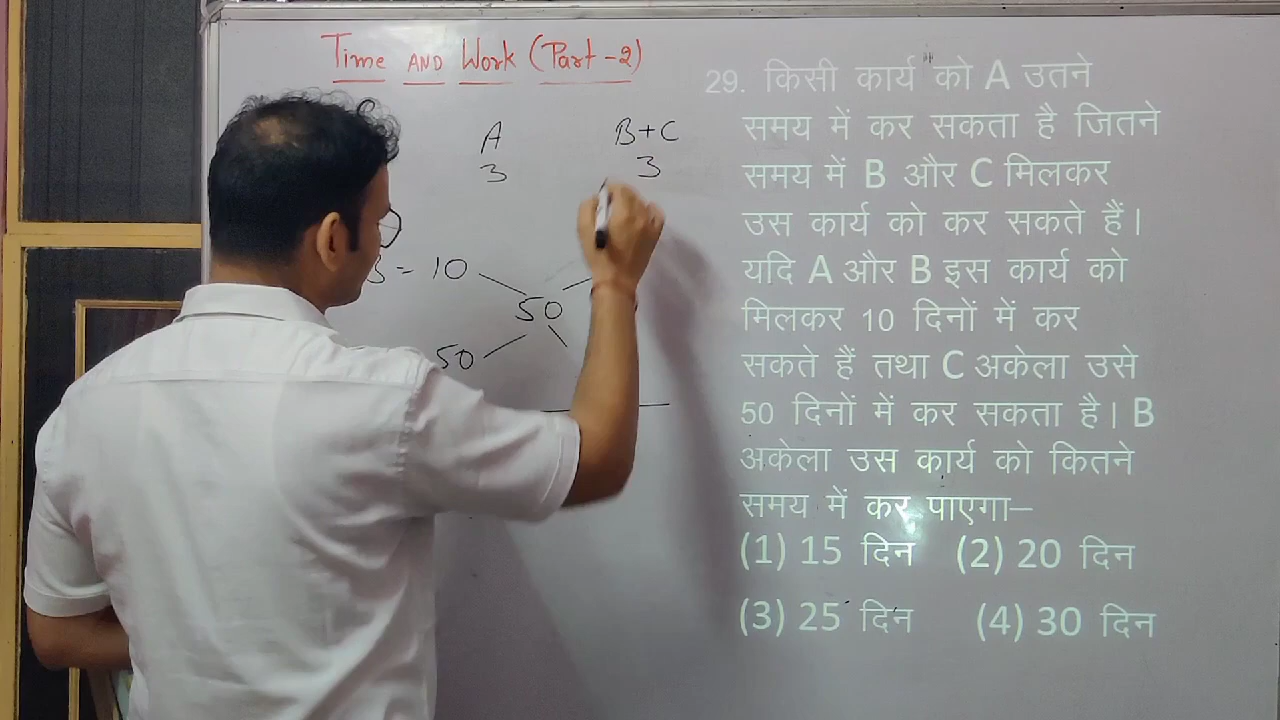 Time AND Work (Part-2)
A B+C
3 3
3 - 10
50
50
29. किसी कार्य को A उतने
समय में कर सकता है जितने
समय में B और C मिलकर
उस कार्य को कर सकते हैं।
यदि A और B इस कार्य को
मिलकर 10 दिनों में कर
सकते हैं तथा C अकेला उसे
50 दिनों में कर सकता है। B
अकेला उस कार्य को कितने
समय में कर पाएगा–
(1) 15 दिन (2) 20 दिन
(3) 25 दिन (4) 30 दिन